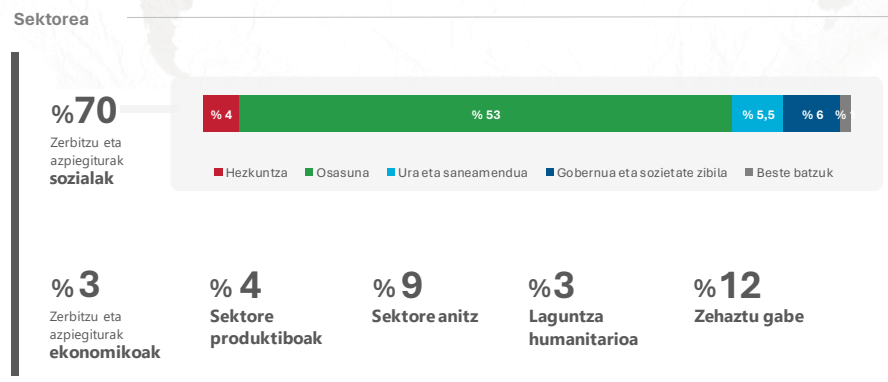 Sektorea
%70
Zerbitzu eta
azpiegiturak
sozialak
% 4
% 53
% 5,5
% 6
%
Hezkuntza
Osasuna
Ura eta saneamendua
Gobernua eta sozietate zibila
Beste batzuk
% 3
Zerbitzu eta
azpiegiturak
ekonomikoak
% 4
Sektore
produktiboak
% 9
Sektore anitz
%3
Laguntza
humanitarioa
%12
Zehaztu gabe